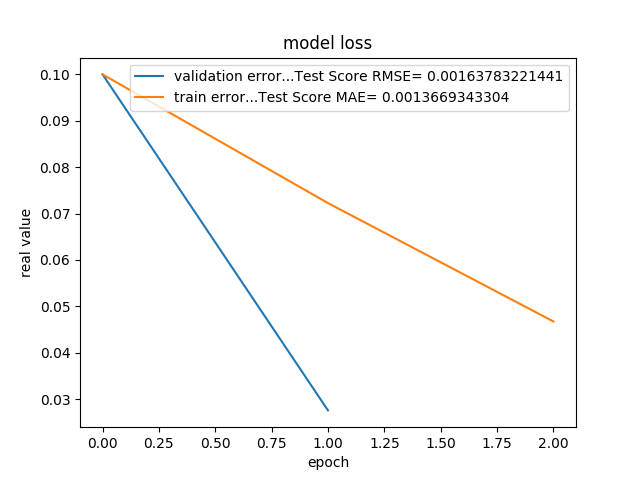 model loss
validation error...Test Score RMSE= 0.00163783221441
train error...Test Score MAE= 0.0013669343304
0.10
0.09
0.08
0.07
0.06
0.05
0.04
0.03
real value
0.00 0.25 0.50 0.75 1.00 1.25 1.50 1.75 2.00
epoch